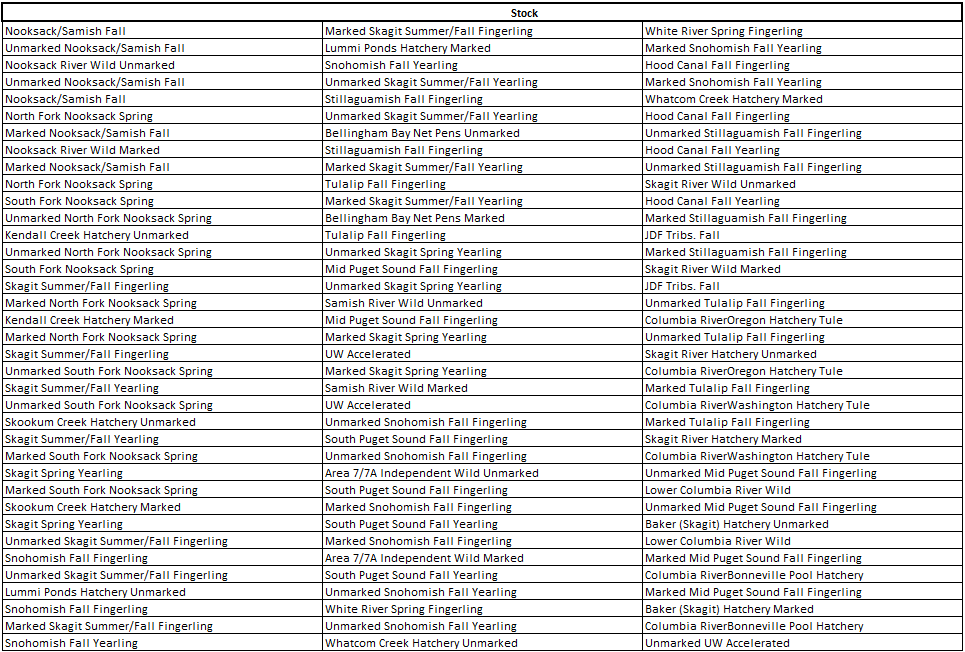 Stock
Nooksack/Samish Fall	Marked Skagit Summer/Fall Fingerling	White River Spring Fingerling
Unmarked Nooksack/Samish Fall	Lummi Ponds Hatchery Marked	Marked Snohomish Fall Yearling
Nooksack River Wild Unmarked	Snohomish Fall Yearling	Hood Canal Fall Fingerling
Unmarked Nooksack/Samish Fall	Unmarked Skagit Summer/Fall Yearling	Marked Snohomish Fall Yearling
Nooksack/Samish Fall	Stillaguamish Fall Fingerling	Whatcom Creek Hatchery Marked
North Fork Nooksack Spring	Unmarked Skagit Summer/Fall Yearling	Hood Canal Fall Fingerling
Marked Nooksack/Samish Fall	Bellingham Bay Net Pens Unmarked	Unmarked Stillaguamish Fall Fingerling
Nooksack River Wild Marked	Stillaguamish Fall Fingerling	Hood Canal Fall Yearling
Marked Nooksack/Samish Fall	Marked Skagit Summer/Fall Yearling	Unmarked Stillaguamish Fall Fingerling
North Fork Nooksack Spring	Tulalip Fall Fingerling	Skagit River Wild Unmarked
South Fork Nooksack Spring	Marked Skagit Summer/Fall Yearling	Hood Canal Fall Yearling
Unmarked North Fork Nooksack Spring	Bellingham Bay Net Pens Marked	Marked Stillaguamish Fall Fingerling
Kendall Creek Hatchery Unmarked	Tulalip Fall Fingerling	JDF Tribs. Fall
Unmarked North Fork Nooksack Spring	Unmarked Skagit Spring Yearling	Marked Stillaguamish Fall Fingerling
South Fork Nooksack Spring	Mid Puget Sound Fall Fingerling	Skagit River Wild Marked
Skagit Summer/Fall Fingerling	Unmarked Skagit Spring Yearling	JDF Tribs. Fall
Marked North Fork Nooksack Spring	Samish River Wild Unmarked	Unmarked Tulalip Fall Fingerling
Kendall Creek Hatchery Marked	Mid Puget Sound Fall Fingerling	Columbia RiverOregon Hatchery Tule
Marked North Fork Nooksack Spring	Marked Skagit Spring Yearling	Unmarked Tulalip Fall Fingerling
Skagit Summer/Fall Fingerling	UW Accelerated	Skagit River Hatchery Unmarked
Unmarked South Fork Nooksack Spring	Marked Skagit Spring Yearling	Columbia RiverOregon Hatchery Tule
Skagit Summer/Fall Yearling	Samish River Wild Marked	Marked Tulalip Fall Fingerling
Unmarked South Fork Nooksack Spring	UW Accelerated	Columbia RiverWashington Hatchery Tule
Skookum Creek Hatchery Unmarked	Unmarked Snohomish Fall Fingerling	Marked Tulalip Fall Fingerling
Skagit Summer/Fall Yearling	South Puget Sound Fall Fingerling	Skagit River Hatchery Marked
Marked South Fork Nooksack Spring	Unmarked Snohomish Fall Fingerling	Columbia RiverWashington Hatchery Tule
Skagit Spring Yearling	Area 7/7A Independent Wild Unmarked	Unmarked Mid Puget Sound Fall Fingerling
Marked South Fork Nooksack Spring	South Puget Sound Fall Fingerling	Lower Columbia River Wild
Skookum Creek Hatchery Marked	Marked Snohomish Fall Fingerling	Unmarked Mid Puget Sound Fall Fingerling
Skagit Spring Yearling	South Puget Sound Fall Yearling	Baker (Skagit) Hatchery Unmarked
Unmarked Skagit Summer/Fall Fingerling	Marked Snohomish Fall Fingerling	Lower Columbia River Wild
Snohomish Fall Fingerling	Area 7/7A Independent Wild Marked	Marked Mid Puget Sound Fall Fingerling
Unmarked Skagit Summer/Fall Fingerling	South Puget Sound Fall Yearling	Columbia RiverBonneville Pool Hatchery
Lummi Ponds Hatchery Unmarked	Unmarked Snohomish Fall Yearling	Marked Mid Puget Sound Fall Fingerling
Snohomish Fall Fingerling	White River Spring Fingerling	Baker (Skagit) Hatchery Marked
Marked Skagit Summer/Fall Fingerling	Unmarked Snohomish Fall Yearling	Columbia RiverBonneville Pool Hatchery
Snohomish Fall Yearling	Whatcom Creek Hatchery Unmarked	Unmarked UW Accelerated